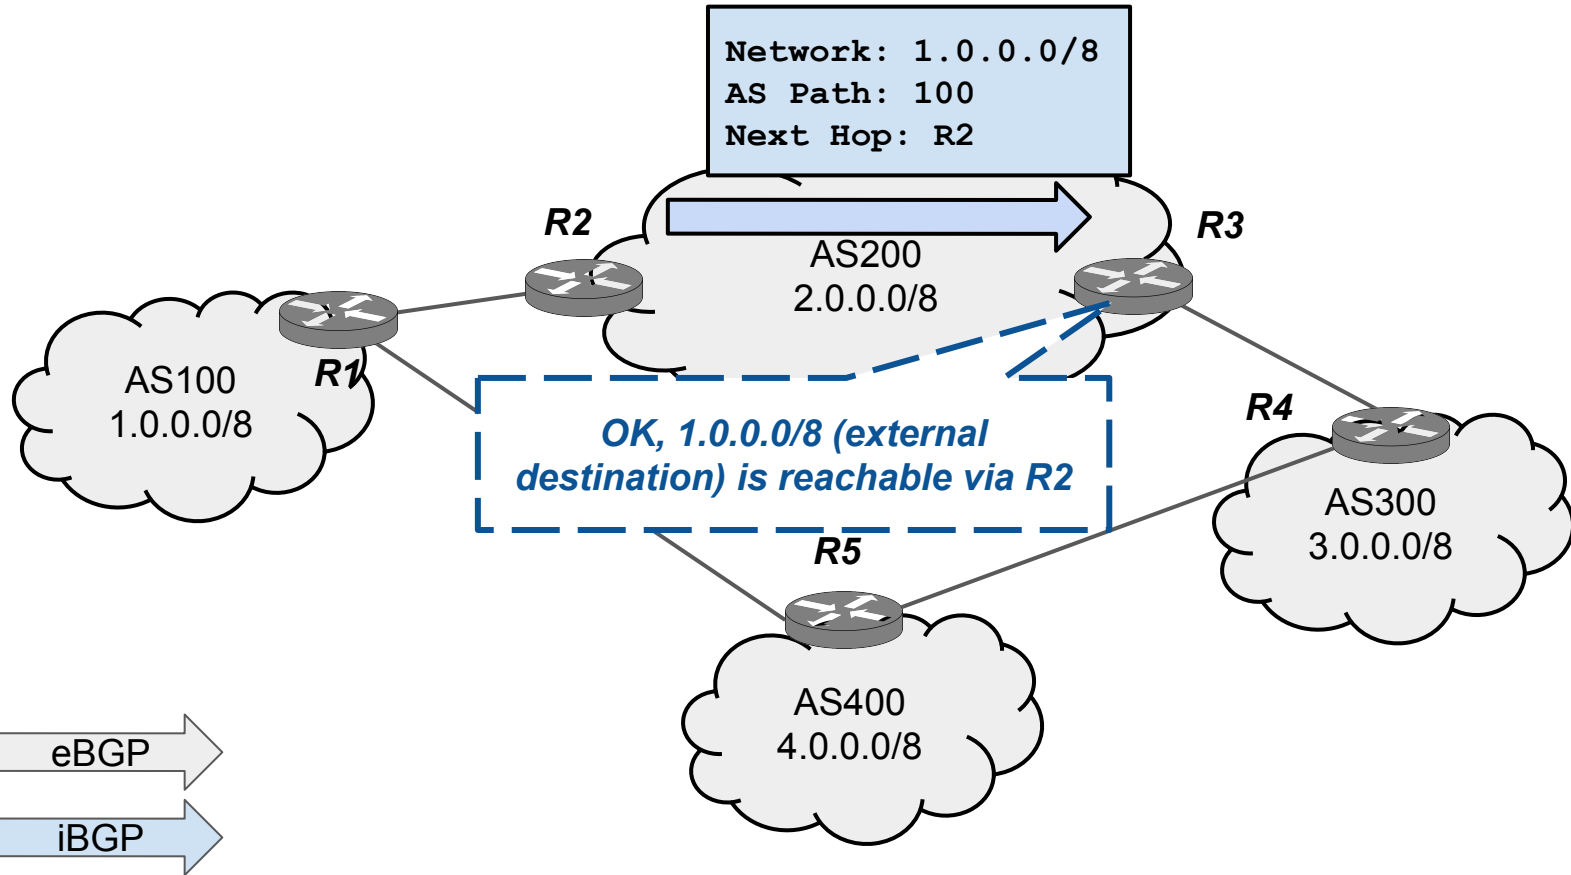 Network: 1.0.0.0/8
AS Path: 100
Next Hop: R2
R2
R3
AS200
2.0.0.0/8
R1
AS100
1.0.0.0/8
OK, 1.0.0.0/8 (external
destination) is reachable via R2
R4
AS300
3.0.0.0/8
R5
AS400
4.0.0.0/8
eBGP
iBGP